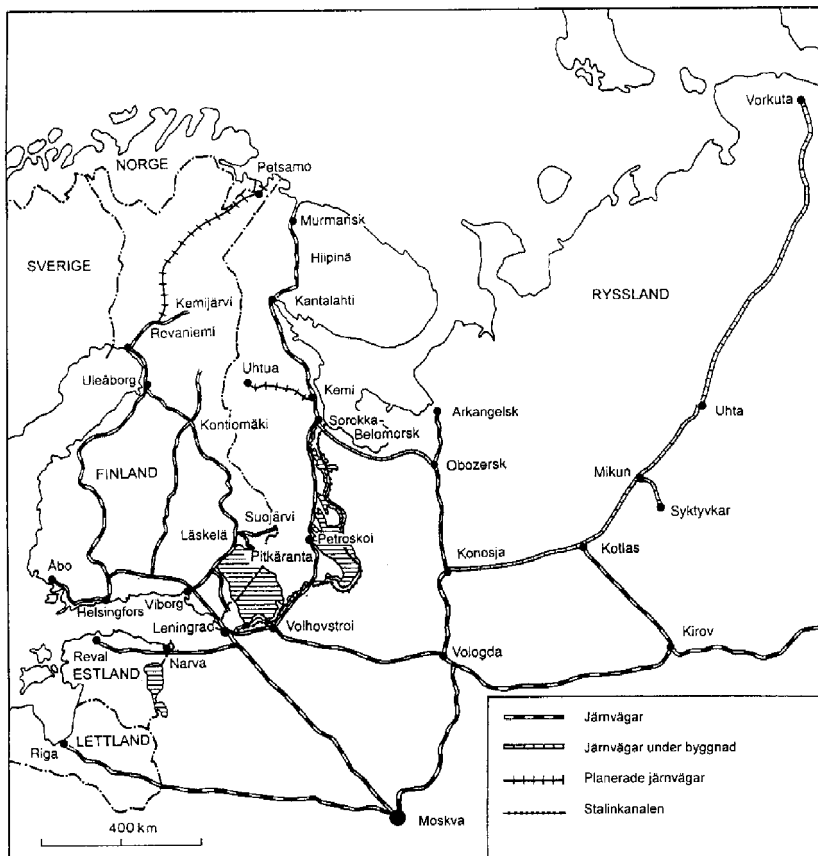 Vorkuta
NORGE
Petsamo
Murmansk
Hiipinä
SVERIGE
RYSSLAND
Kemijärvi
Kantalahti
Rovaniemi
Uleåborg
Uhtua
Kemi
Arkangelsk
Uhta
Sorokka-
Belomorsk
Kontiomäki
Obozersk
FINLAND
Mikun
Syktyvkar
Suojärvi
Läskelä
Petroskoi
Pitkäranta
Konosja
Kotlas
Åbo
Viborg
Helsingfors
Leningrad
Volhovstroi
Kirov
Reval
Narva
Vologda
ESTLAND
LETTLAND
Riga
Moskva
400 km
Järnvägar
Järnvägar under byggnad
Planerade järnvägar
Stalinkanalen